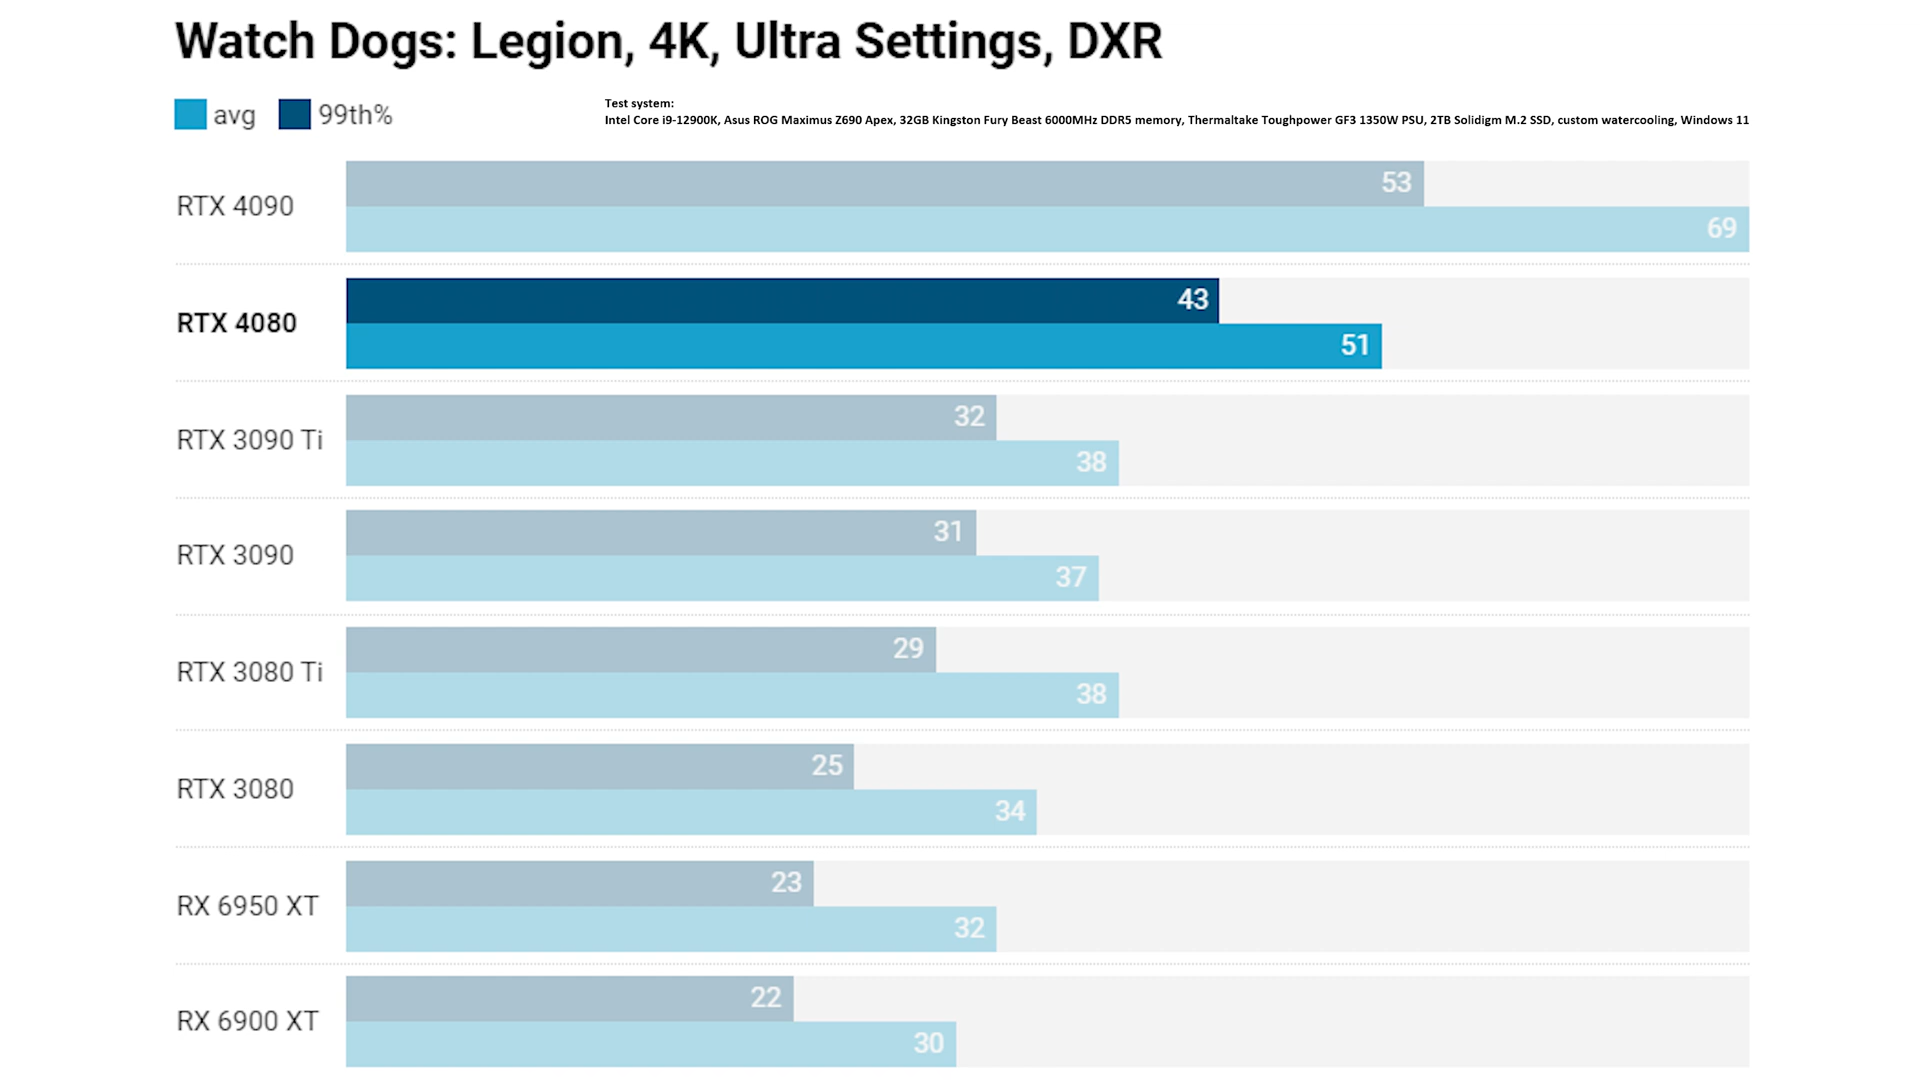 Watch Dogs: Legion, 4K, Ultra Settings, DXR
avg 99th%
Test system:
Intel Core i9-12900K, Asus ROG Maximus Z690 Apex, 32GB Kingston Fury Beast 6000MHz DDR5 memory, Thermaltake Toughpower GF3 1350W PSU, 2TB Solidigm M.2 SSD, custom watercooling, Windows 11
RTX 4090
53
69
RTX 4080
43
51
RTX 3090 Ti
32
38
RTX 3090
31
37
RTX 3080 Ti
29
38
RTX 3080
25
34
RX 6950 XT
23
32
RX 6900 XT
22
30